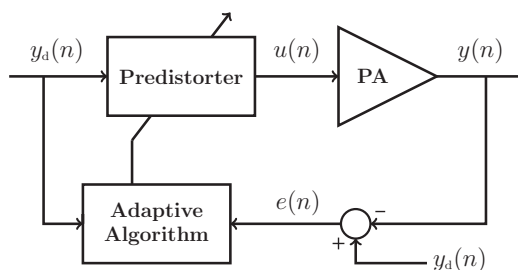 y_d(n)
Predistorter
u(n)
PA
y(n)
Adaptive
Algorithm
e(n)
−
+
y_d(n)